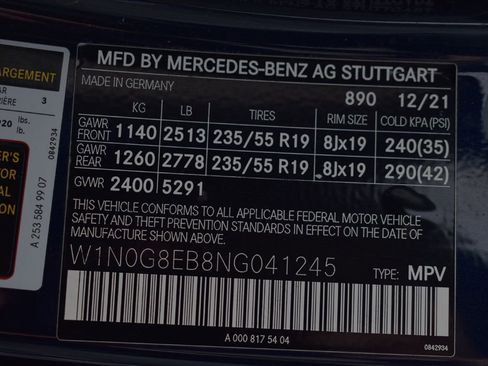 MFD BY MERCEDES-BENZ AG STUTTGART
MADE IN GERMANY 890 12/21
KG LB TIRES RIM SIZE COLD KPA (PSI)
GAWR FRONT 1140 2513 235/55 R19 8Jx19 240(35)
GAWR REAR 1260 2778 235/55 R19 8Jx19 290(42)
GVWR 2400 5291
THIS VEHICLE CONFORMS TO ALL APPLICABLE FEDERAL MOTOR VEHICLE
SAFETY AND THEFT PREVENTION STANDARDS IN EFFECT ON THE DATE OF
MANUFACTURE SHOWN ABOVE.
W1N0G8EB8NG041245 TYPE: MPV
A 000 817 54 04
0842934
ARGEMENT
3
lb.
lb.
0842934
A 253 584 99 07